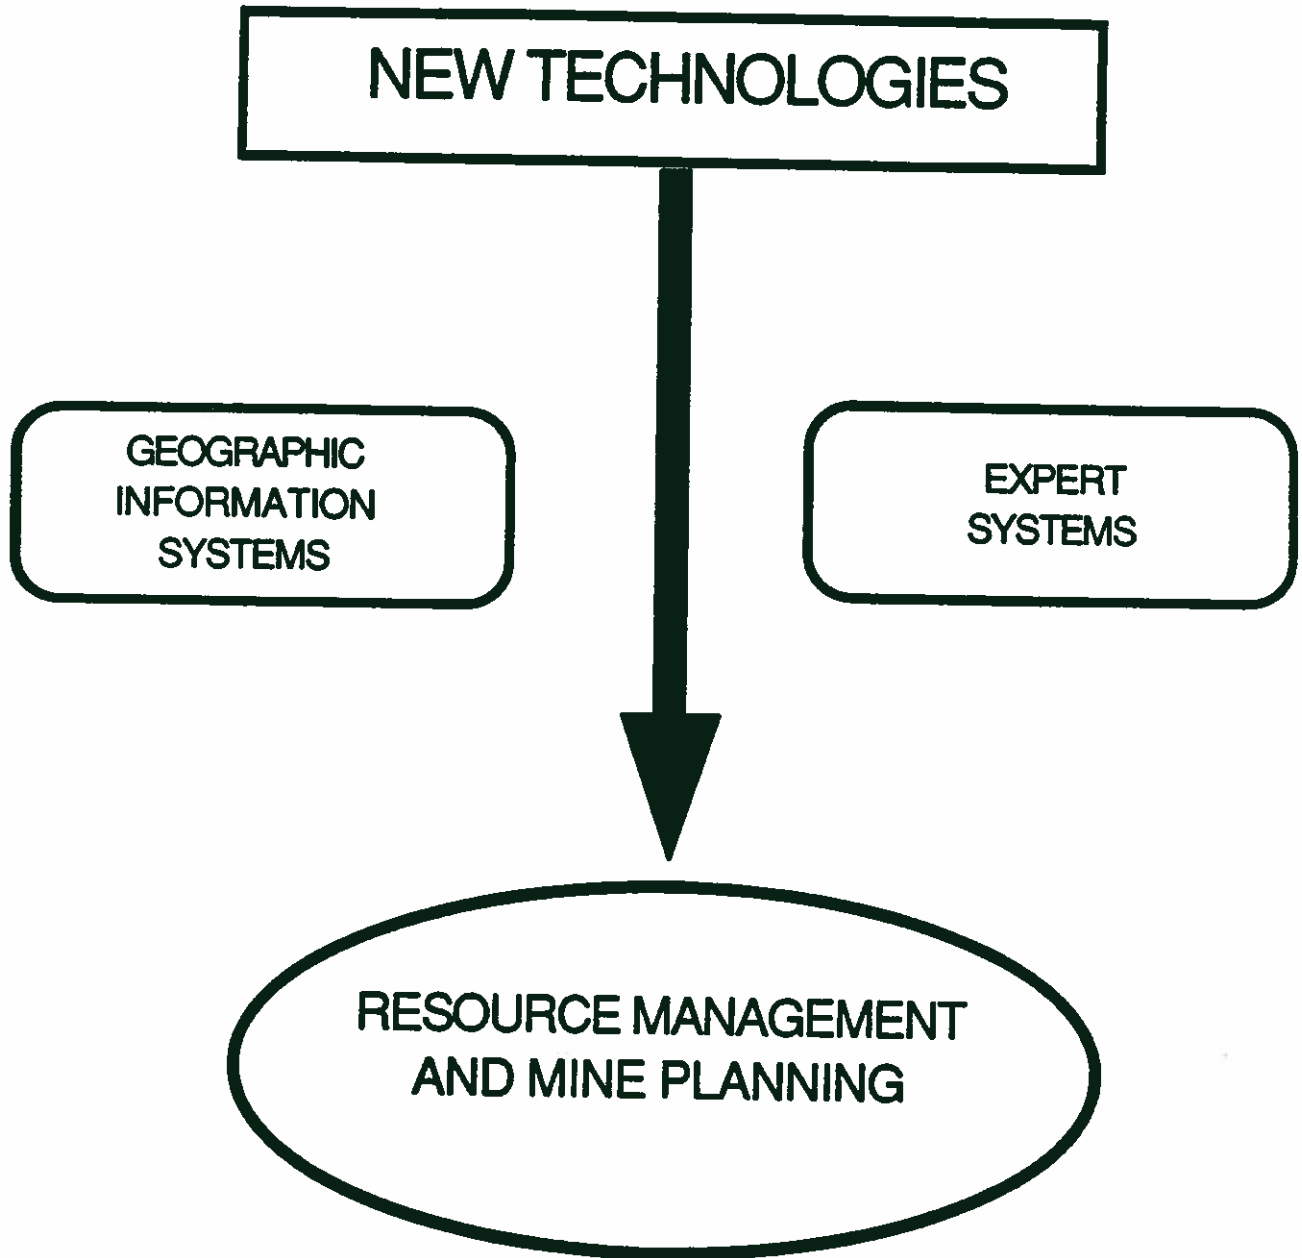 NEW TECHNOLOGIES
GEOGRAPHIC
INFORMATION
SYSTEMS
EXPERT
SYSTEMS
RESOURCE MANAGEMENT
AND MINE PLANNING